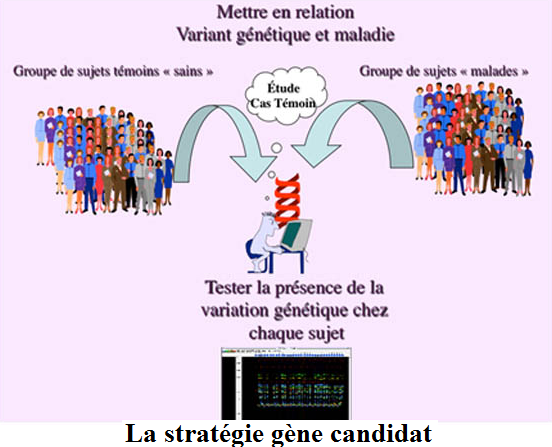 Mettre en relation
Variant génétique et maladie
Groupe de sujets témoins « sains »
Groupe de sujets « malades »
Étude
Cas Témoin
Tester la présence de la
variation génétique chez
chaque sujet
La stratégie gène candidat